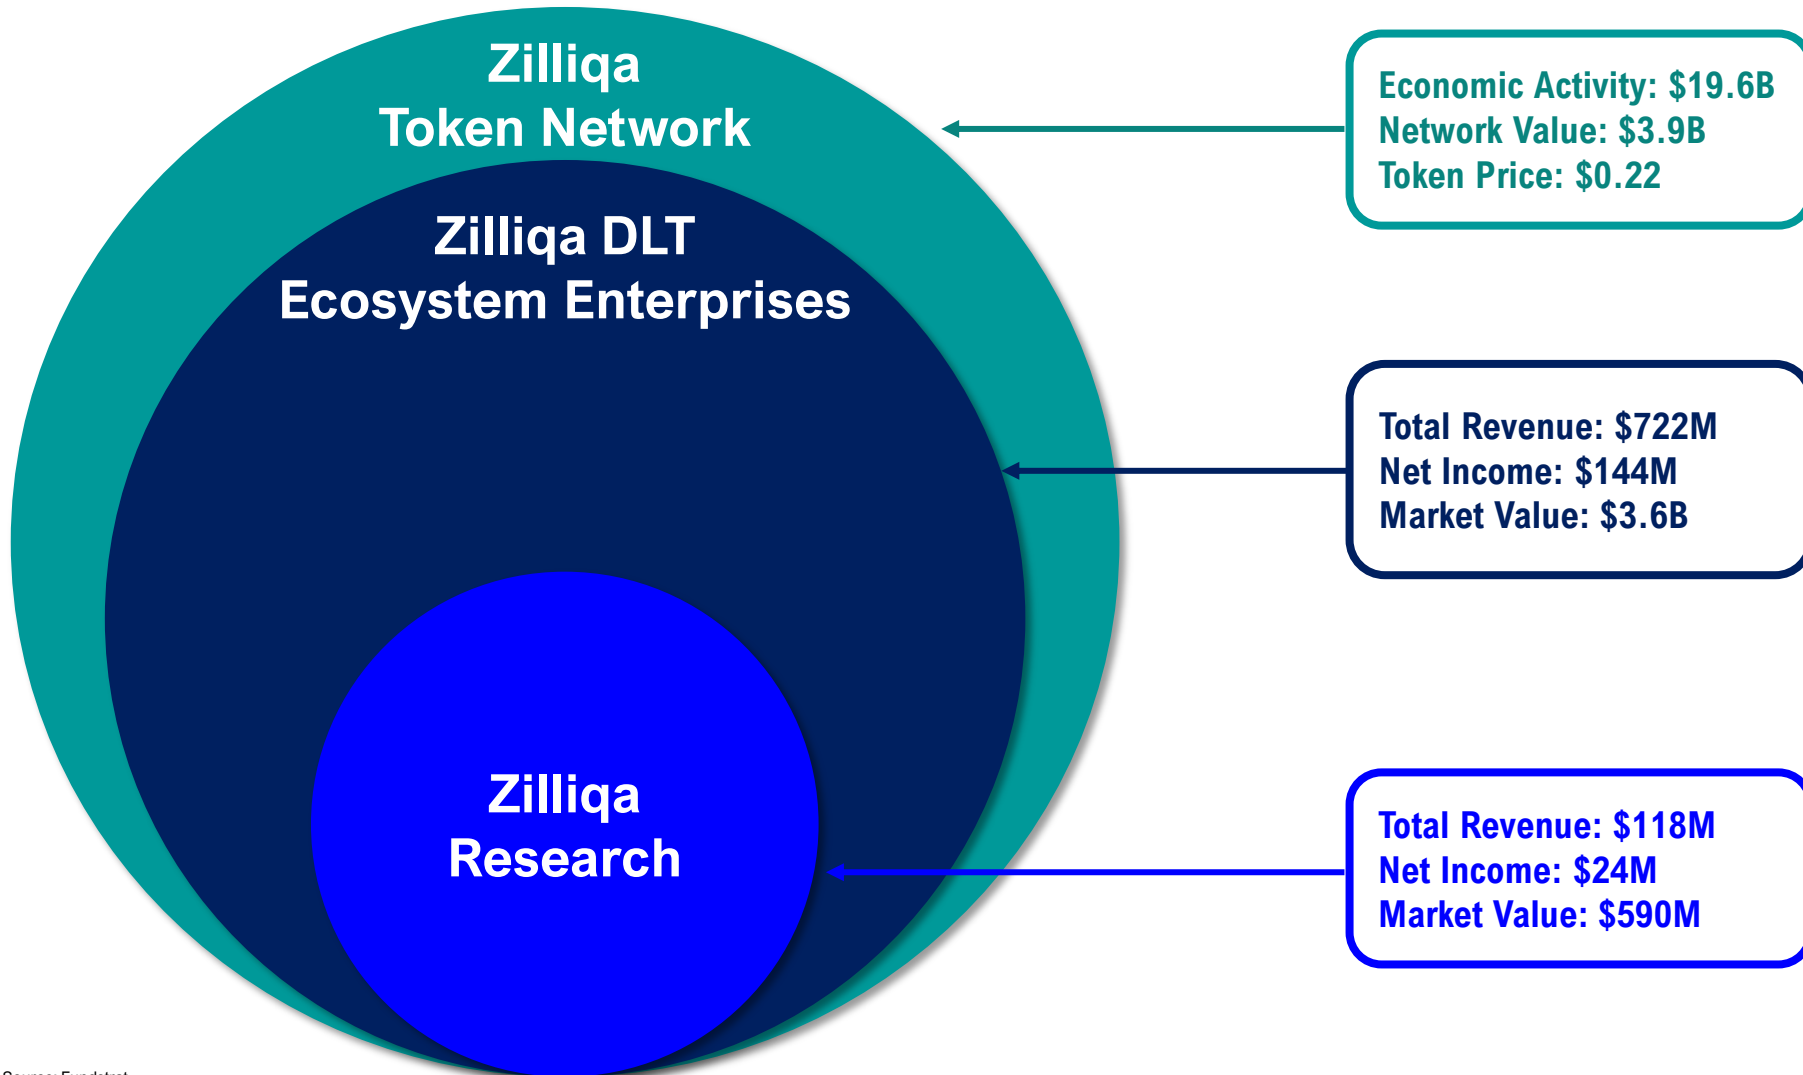 Zilliqa
Token Network
Economic Activity: $19.6B
Network Value: $3.9B
Token Price: $0.22
Zilliqa DLT
Ecosystem Enterprises
Total Revenue: $722M
Net Income: $144M
Market Value: $3.6B
Zilliqa
Research
Total Revenue: $118M
Net Income: $24M
Market Value: $590M
Source: Fundstrat